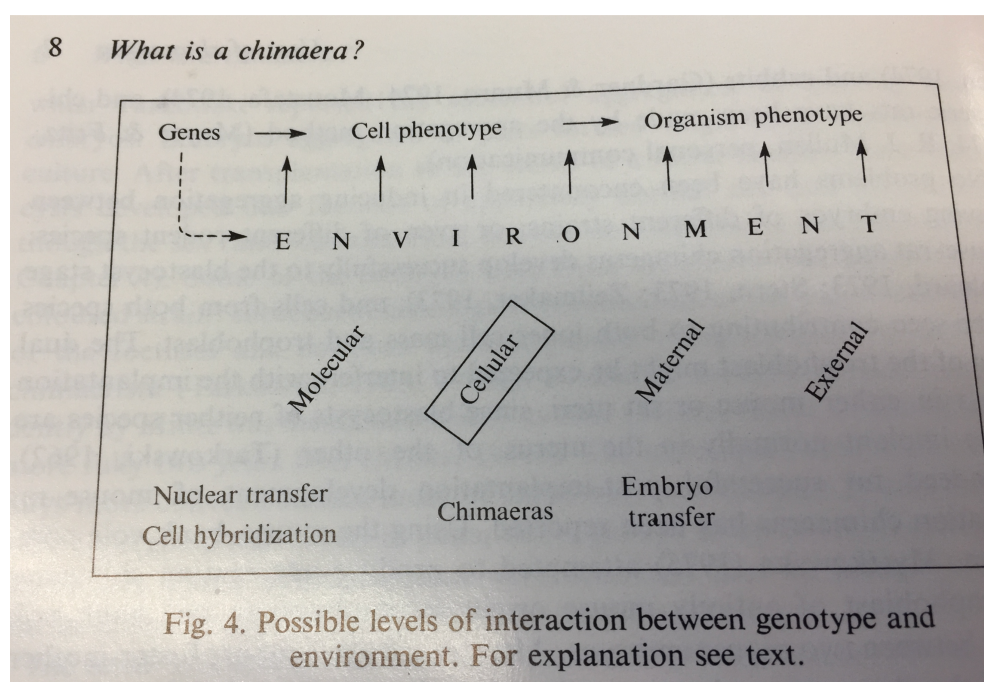 8 What is a chimaera?
Genes Cell phenotype Organism phenotype
E N V I R O N M E N T
Molecular Cellular Maternal External
Nuclear transfer
Cell hybridization
Chimaeras
Embryo
transfer
Fig. 4. Possible levels of interaction between genotype and
environment. For explanation see text.